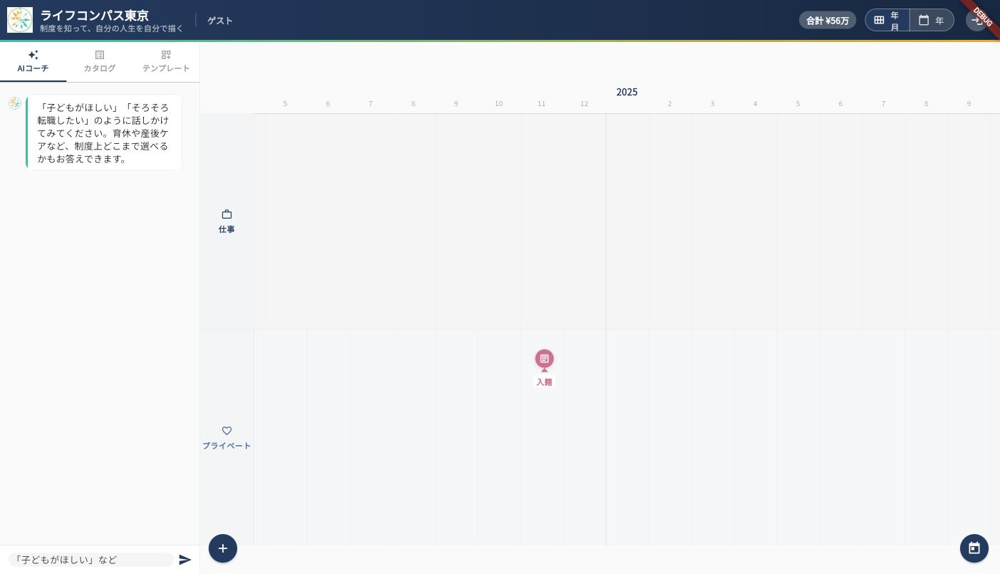 ライフコンパス東京
制度を知って、自分の人生を自分で描く
ゲスト
合計 ¥56万
年月
年
DEBUG
AIコーチ
カタログ
テンプレート
「子どもがほしい」「そろそろ
転職したい」のように話しかけ
てみてください。育休や産後ケ
アなど、制度上どこまで選べる
かもお答えできます。
2025
5 6 7 8 9 10 11 12 2 3 4 5 6 7 8 9
仕事
入籍
プライベート
「子どもがほしい」など